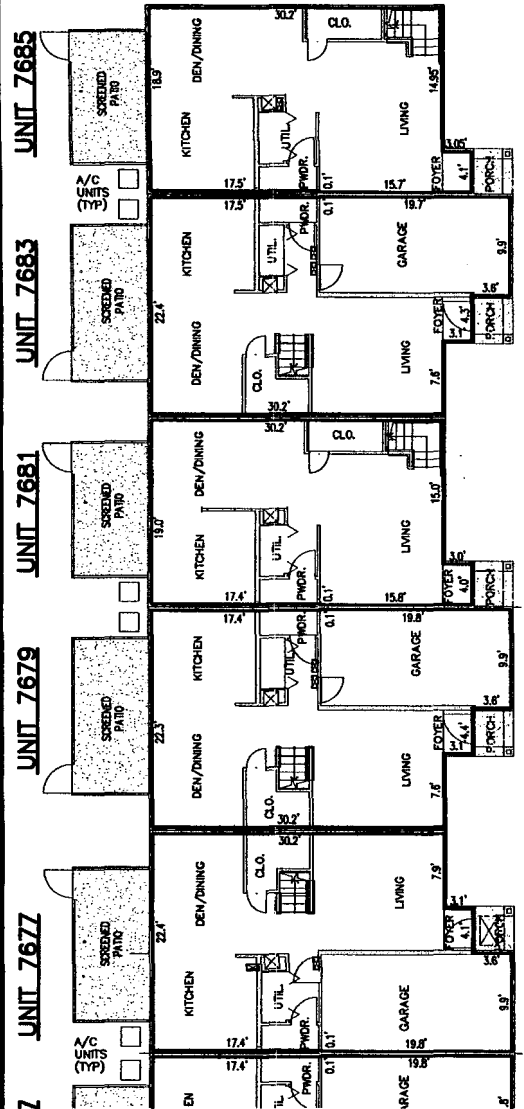 UNIT 7685
SCREENED
PATIO
18.9'
DEN/DINING
KITCHEN
30.2'
CLO.
UTIL.
PWDR.
LIVING
14.95'
17.5'
0.1'
15.7'
3.05'
FOYER
4.1'
PORCH
A/C
UNITS
(TYP)
UNIT 7683
SCREENED
PATIO
22.4'
17.5'
KITCHEN
DEN/DINING
UTIL.
PWDR.
0.1'
19.7'
GARAGE
9.9'
3.6'
CLO.
30.2'
LIVING
7.6'
FOYER
4.3'
3.1'
PORCH
UNIT 7681
SCREENED
PATIO
19.0'
30.2'
DEN/DINING
KITCHEN
CLO.
UTIL.
PWDR.
LIVING
15.0'
17.4'
0.1'
15.8'
3.0'
FOYER
4.0'
PORCH
UNIT 7679
SCREENED
PATIO
22.3'
17.4'
KITCHEN
DEN/DINING
UTIL.
PWDR.
0.1'
19.8'
GARAGE
9.9'
3.6'
CLO.
30.2'
LIVING
7.6'
FOYER
4.4'
3.1'
PORCH
UNIT 7677
SCREENED
PATIO
22.4'
30.2'
CLO.
DEN/DINING
KITCHEN
UTIL.
PWDR.
LIVING
7.9'
3.1'
FOYER
4.1'
PORCH
3.6'
GARAGE
9.9'
17.4'
0.1'
19.8'
A/C
UNITS
(TYP)
17.4'
PWDR.
0.1'
19.8'